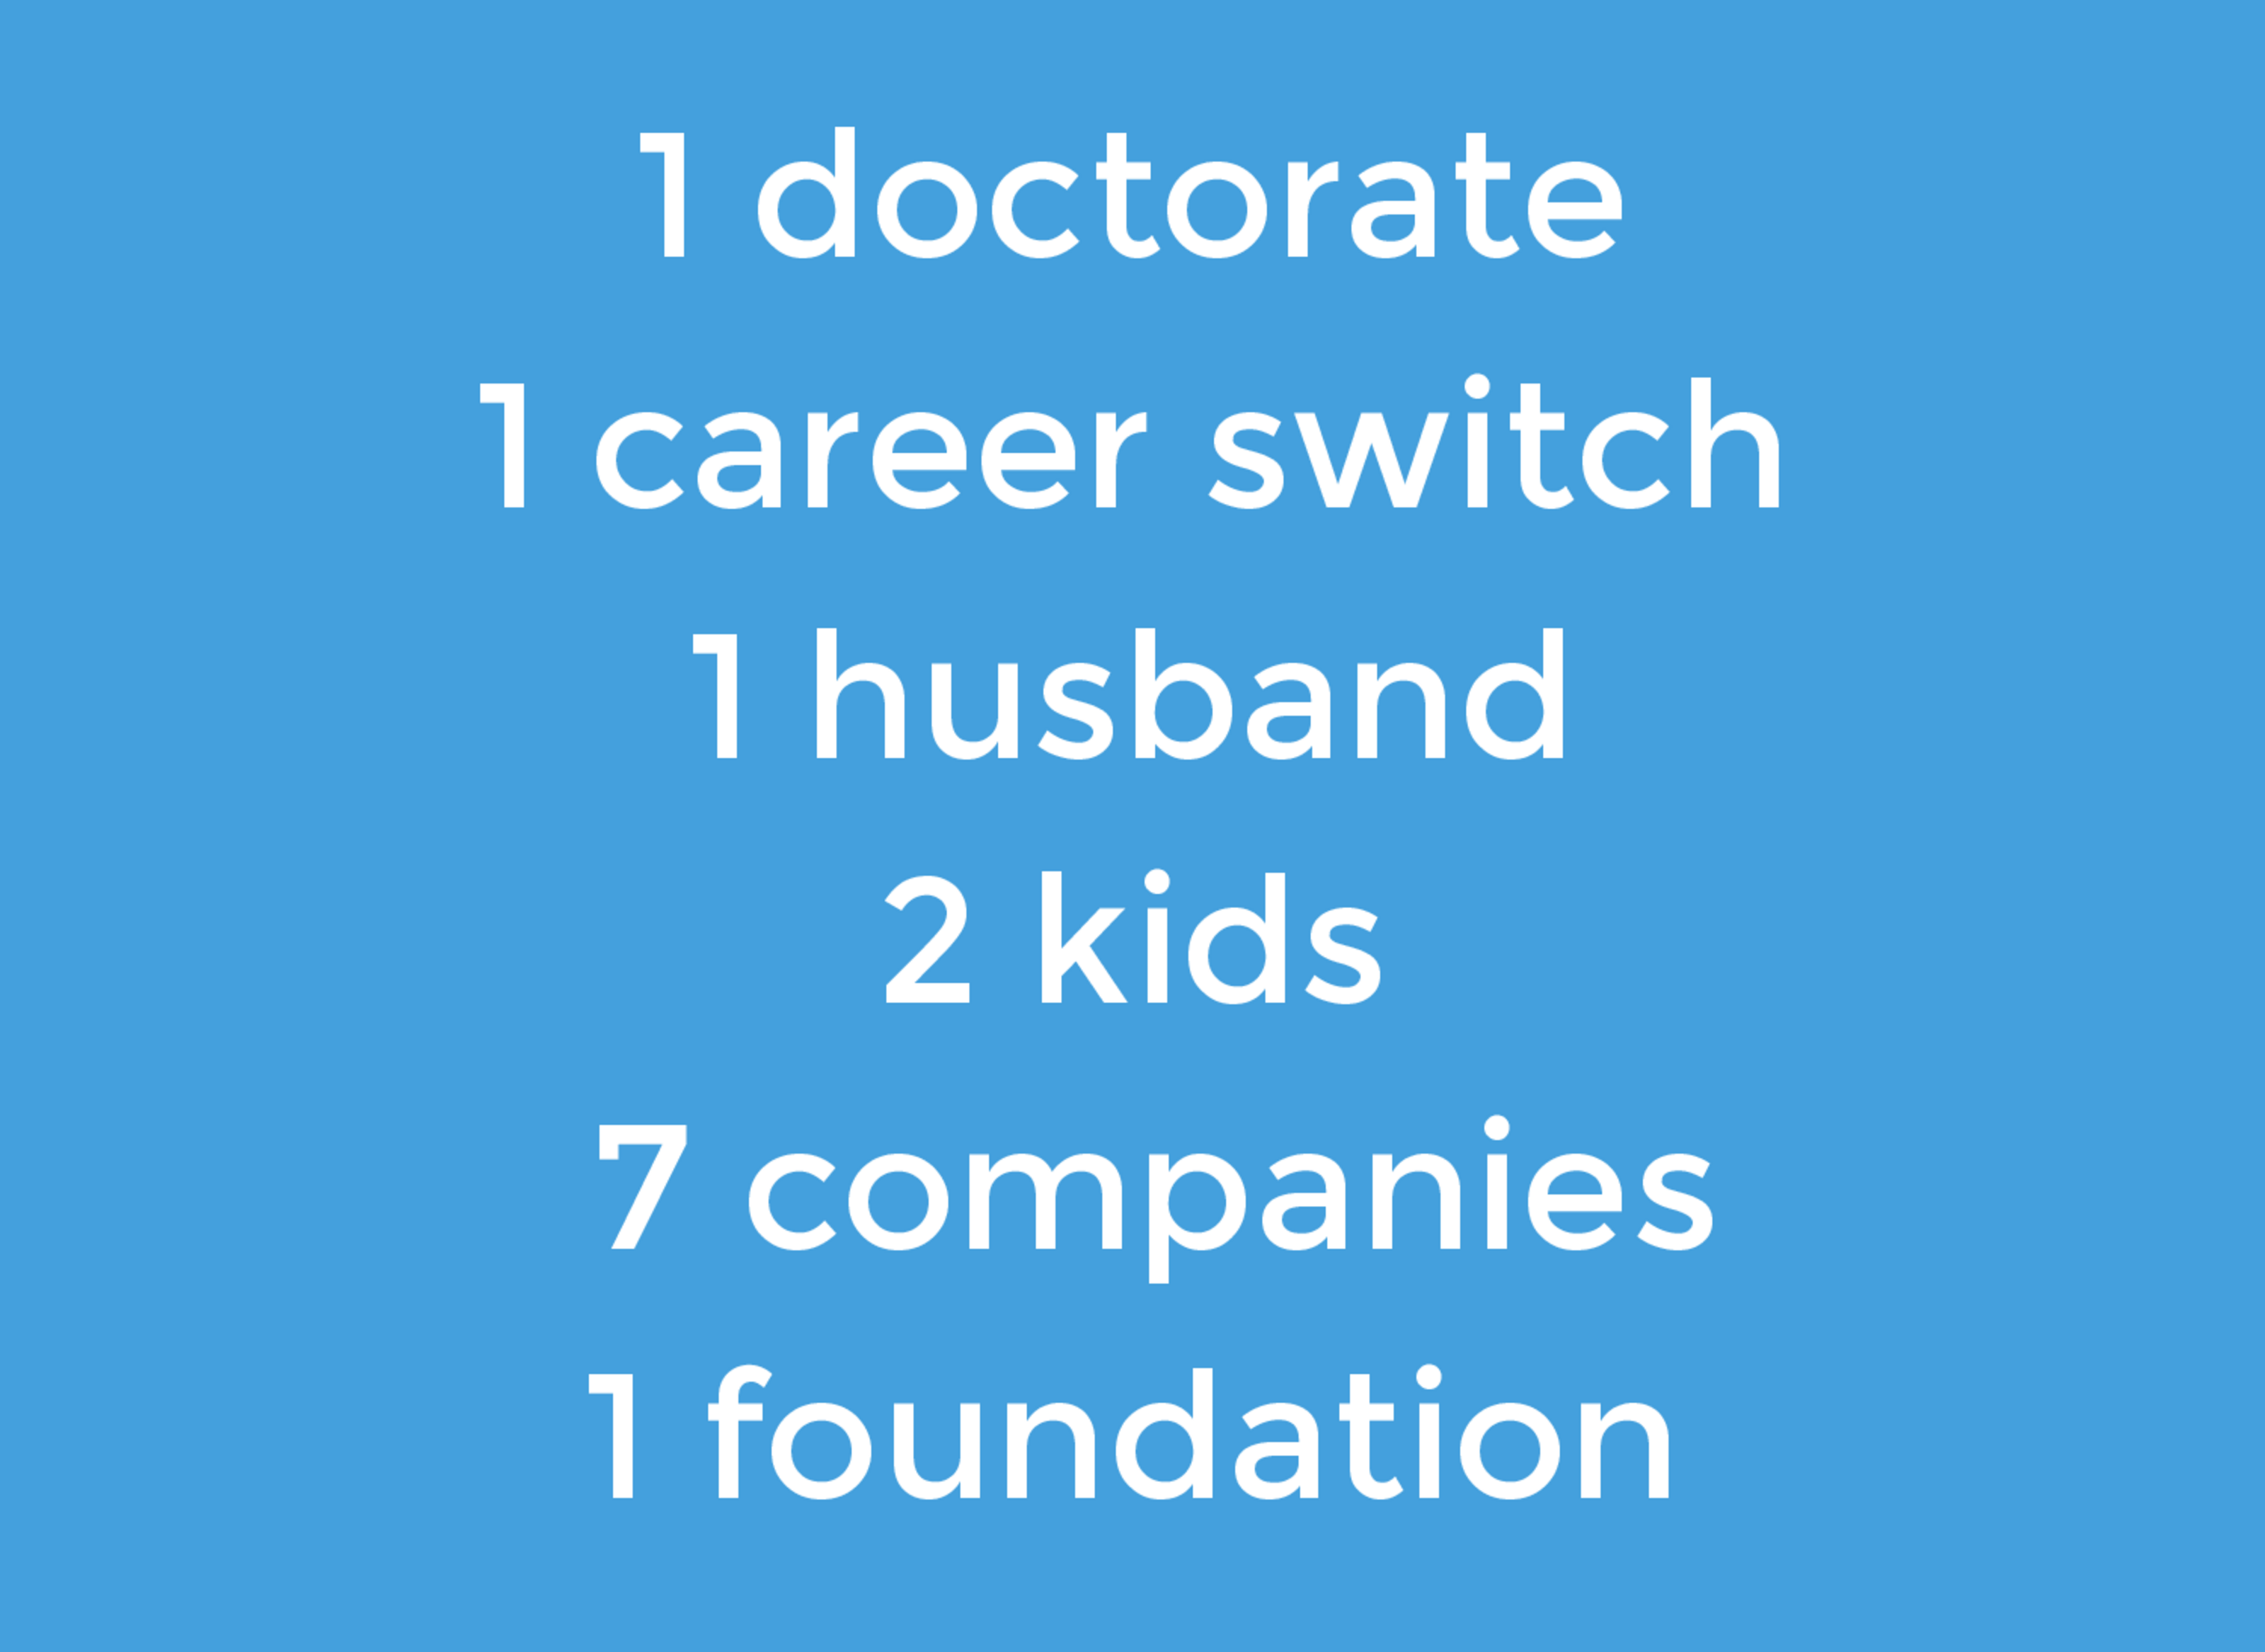 1 doctorate
1 career switch
1 husband
2 kids
7 companies
1 foundation